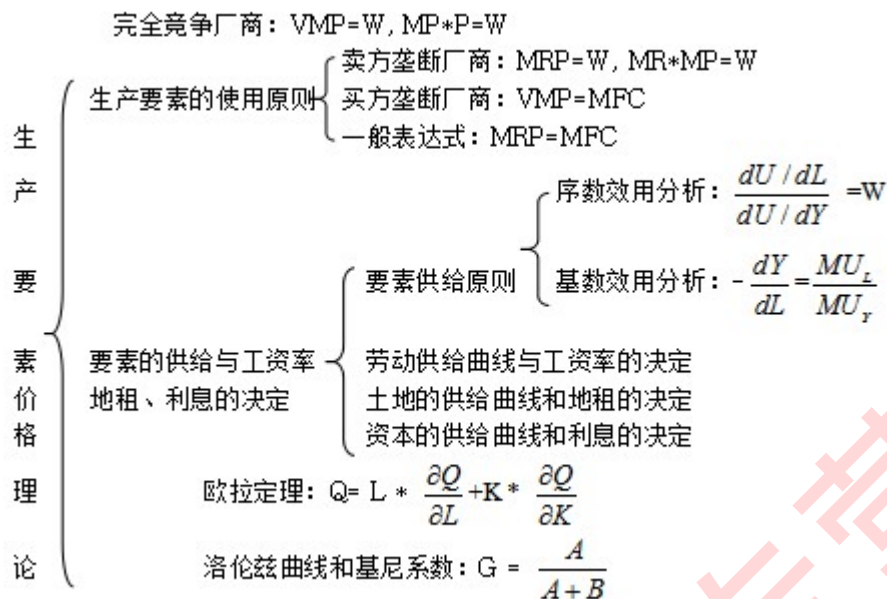 完全竞争厂商：VMP=W, MP*P=W
卖方垄断厂商：MRP=W, MR*MP=W
生产要素的使用原则
买方垄断厂商：VMP=MFC
一般表达式：MRP=MFC
序数效用分析：(dU / dL)/(dU / dY) =W
要素供给原则
基数效用分析：-dY/dL=MU_L/MU_Y
要素的供给与工资率
地租、利息的决定
劳动供给曲线与工资率的决定
土地的供给曲线和地租的决定
资本的供给曲线和利息的决定
欧拉定理：Q= L * ∂Q/∂L+K* ∂Q/∂K
洛伦兹曲线和基尼系数：G = A/(A+B)
生产要素价格理论